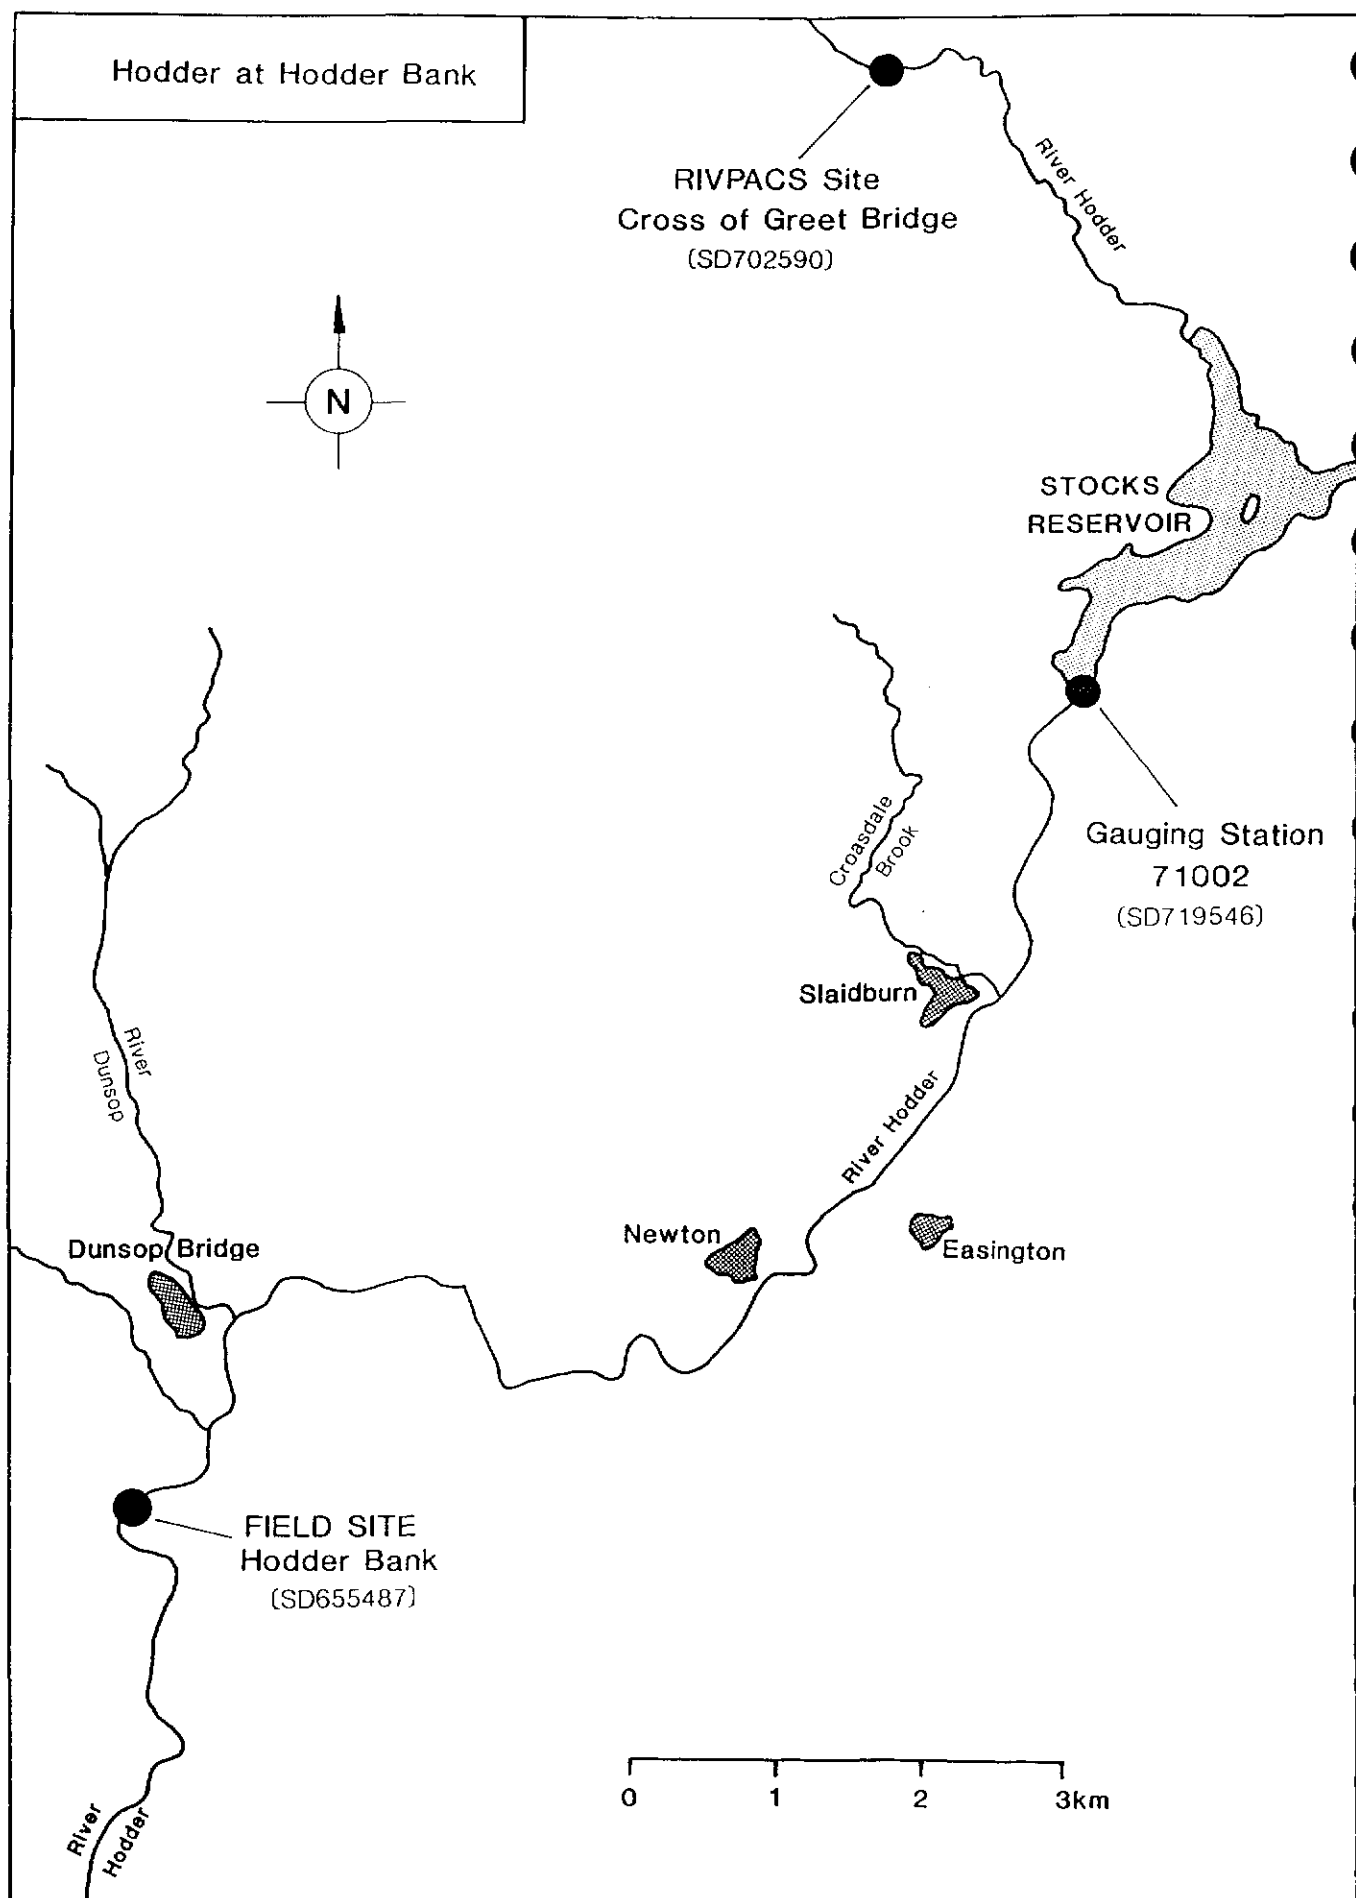 Hodder at Hodder Bank
RIVPACS Site
Cross of Greet Bridge
(SD702590)
River Hodder
N
STOCKS
RESERVOIR
Croasdale
Brook
Gauging Station
71002
(SD719546)
Slaidburn
River
Dunsop
River Hodder
Newton
Easington
Dunsop Bridge
FIELD SITE
Hodder Bank
(SD655487)
0 1 2 3km
River
Hodder